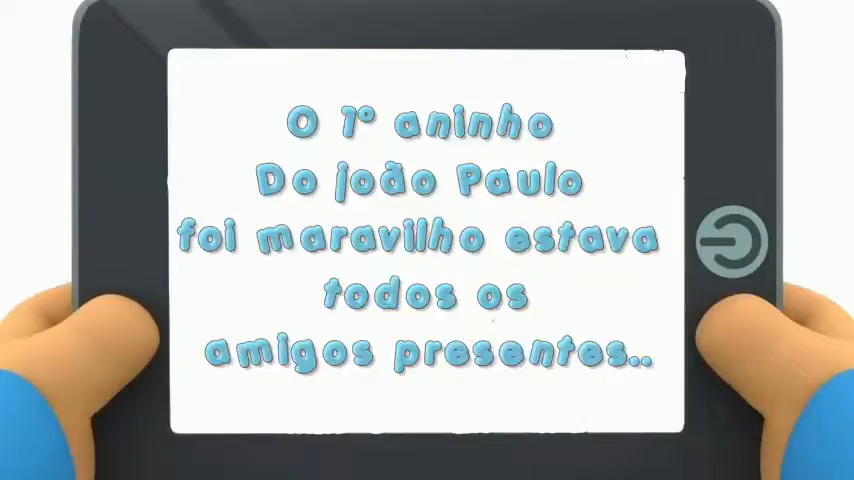 O 1º aninho
Do joão Paulo
foi maravilho estava
todos os
amigos presentes..